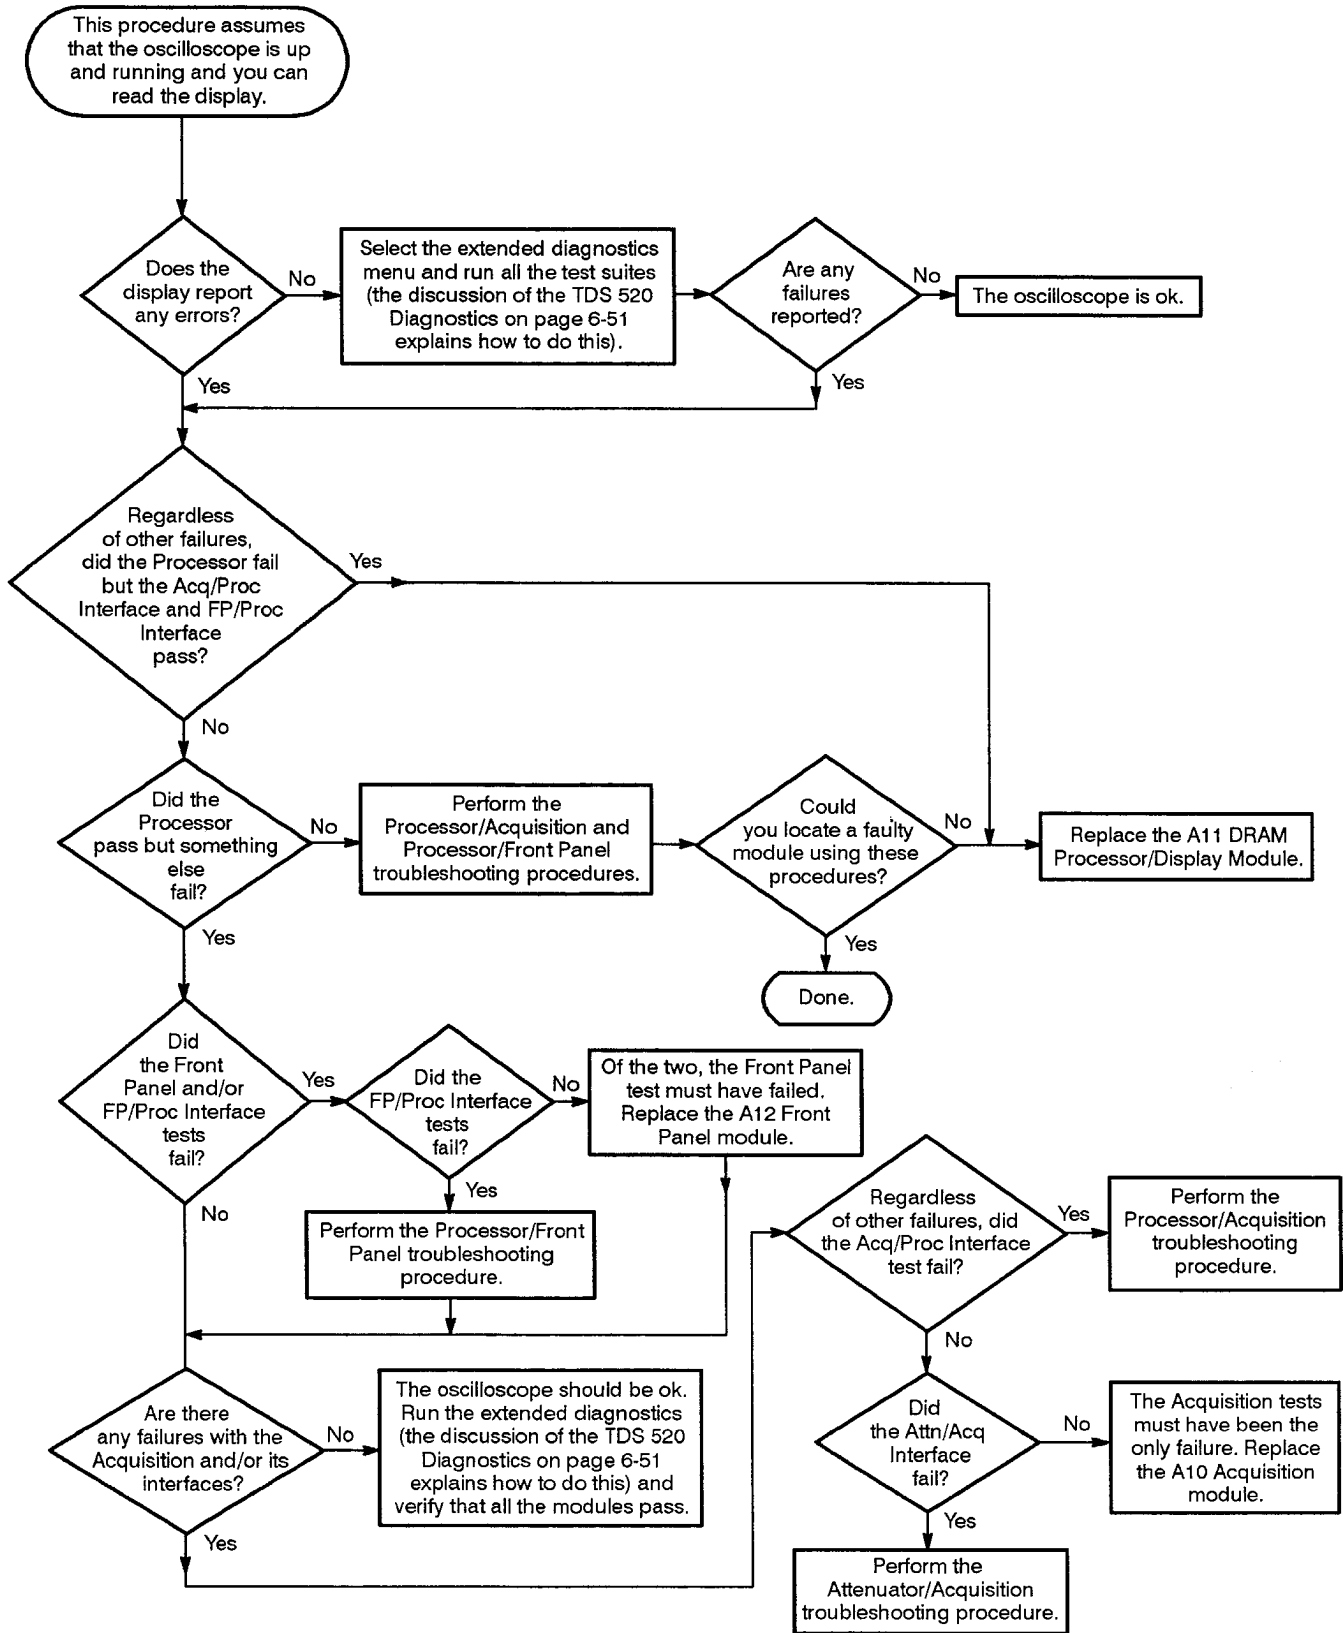 This procedure assumes
that the oscilloscope is up
and running and you can
read the display.
Does the
display report
any errors?
No
Select the extended diagnostics
menu and run all the test suites
(the discussion of the TDS 520
Diagnostics on page 6-51
explains how to do this).
Are any
failures
reported?
No
The oscilloscope is ok.
Yes
Yes
Regardless
of other failures,
did the Processor fail
but the Acq/Proc
Interface and FP/Proc
Interface
pass?
Yes
No
Did the
Processor
pass but something
else
fail?
No
Perform the
Processor/Acquisition and
Processor/Front Panel
troubleshooting procedures.
Could
you locate a faulty
module using these
procedures?
No
Replace the A11 DRAM
Processor/Display Module.
Yes
Yes
Done.
Did
the Front
Panel and/or
FP/Proc Interface
tests
fail?
Yes
Did the
FP/Proc Interface
tests
fail?
No
Of the two, the Front Panel
test must have failed.
Replace the A12 Front
Panel module.
Yes
No
Perform the Processor/Front
Panel troubleshooting
procedure.
Regardless
of other failures, did
the Acq/Proc Interface
test fail?
Yes
Perform the
Processor/Acquisition
troubleshooting
procedure.
No
Are there
any failures with the
Acquisition and/or its
interfaces?
No
The oscilloscope should be ok.
Run the extended diagnostics
(the discussion of the TDS 520
Diagnostics on page 6-51
explains how to do this) and
verify that all the modules pass.
Yes
Did
the Attn/Acq
Interface
fail?
No
The Acquisition tests
must have been the
only failure. Replace
the A10 Acquisition
module.
Yes
Perform the
Attenuator/Acquisition
troubleshooting procedure.